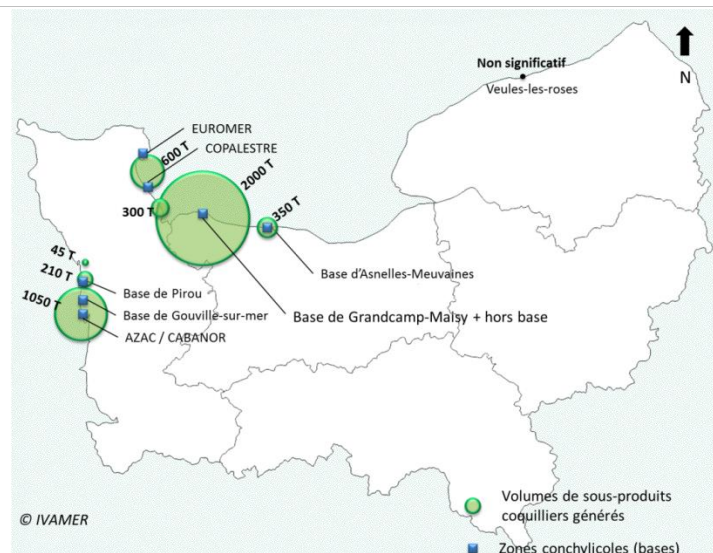 Non significatif
Veules-les-roses
N
EUROMER
600 T
COPALESTRE
2000 T
300 T
350 T
45 T
210 T
Base d'Asnelles-Meuvaines
Base de Pirou
1050 T
Base de Gouville-sur-mer
Base de Grandcamp-Maisy + hors base
AZAC / CABANOR
Volumes de sous-produits
coquilliers générés
© IVAMER
Zones conchylicoles (bases)